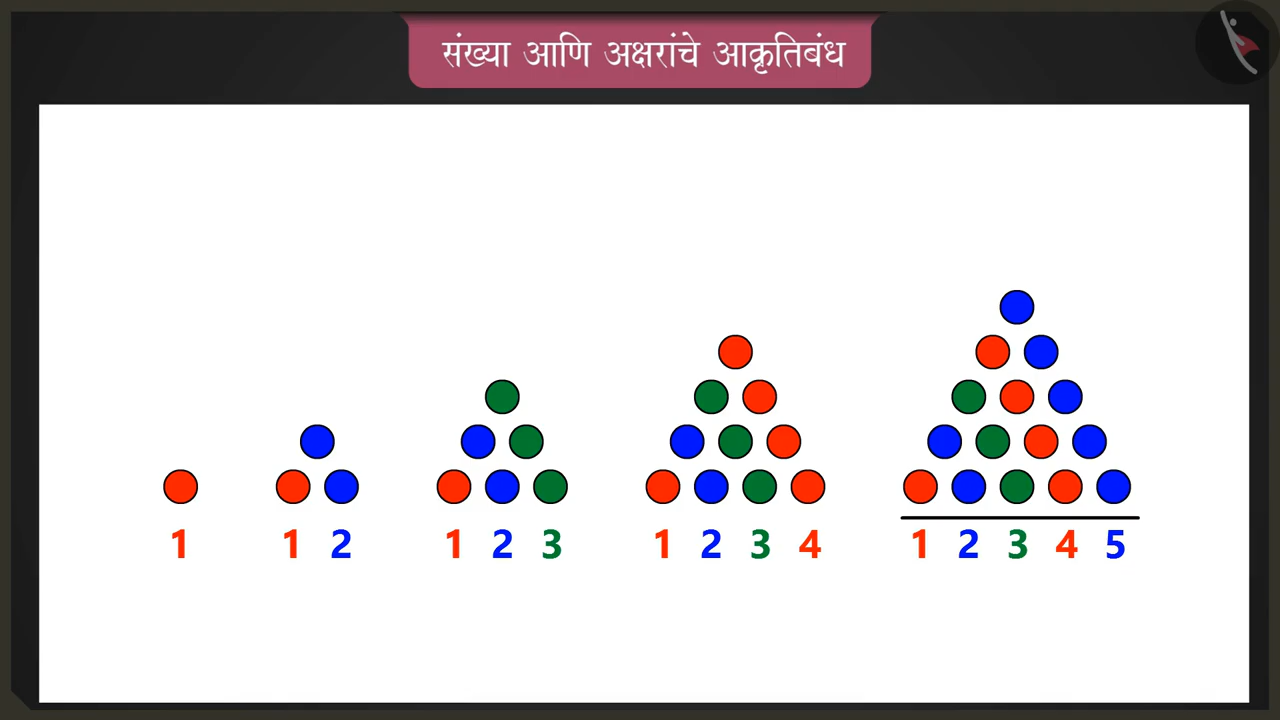 संख्या आणि अक्षरांचे आकृतिबंध
1 1 2 1 2 3 1 2 3 4 1 2 3 4 5